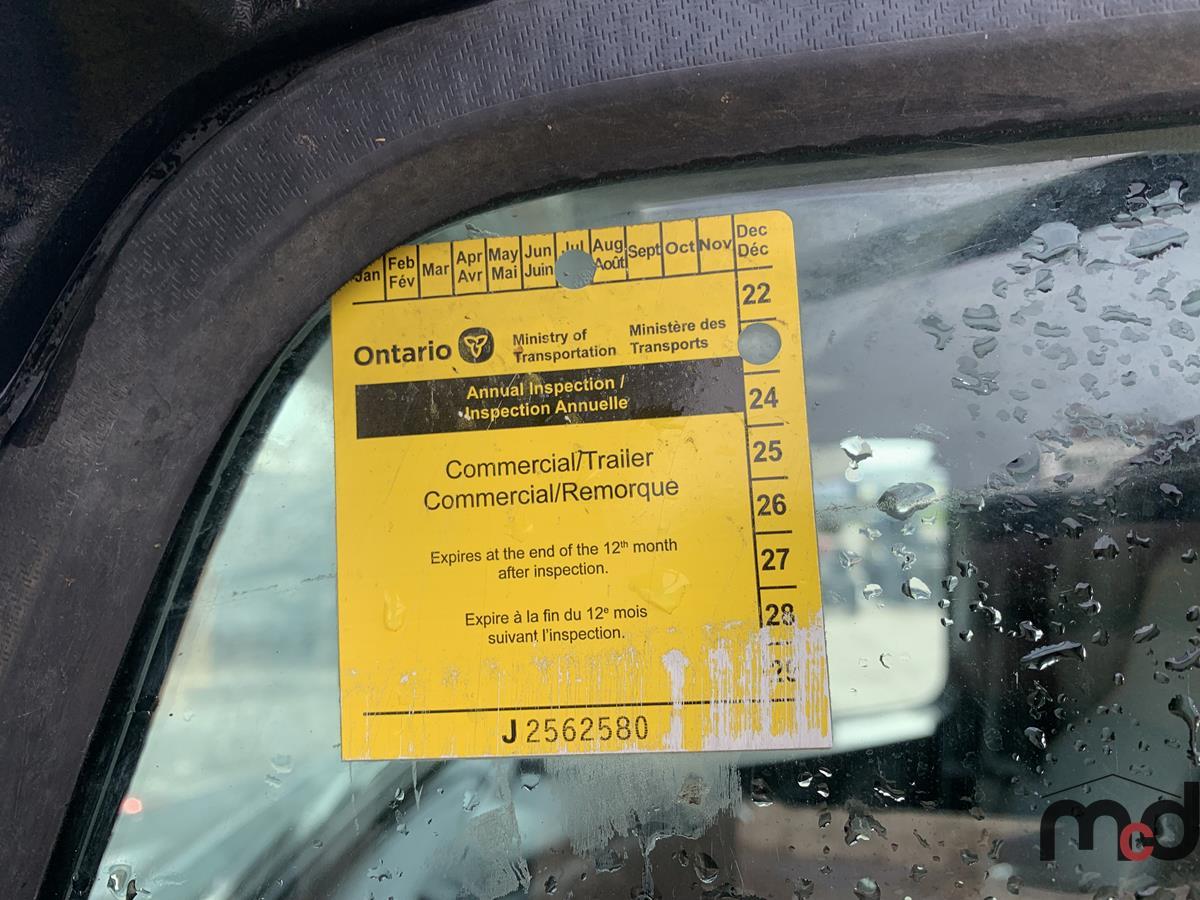 Jan Feb Mar Apr May Jun Jul Aug Sept Oct Nov Dec
Fév Avr Mai Juin Août Déc
22
Ontario Ministry of Transportation Ministère des Transports
Annual Inspection /
Inspection Annuelle
24
Commercial/Trailer
25
Commercial/Remorque
26
Expires at the end of the 12th month
after inspection.
27
Expire à la fin du 12e mois
28
suivant l'inspection.
J 2562580
mcd